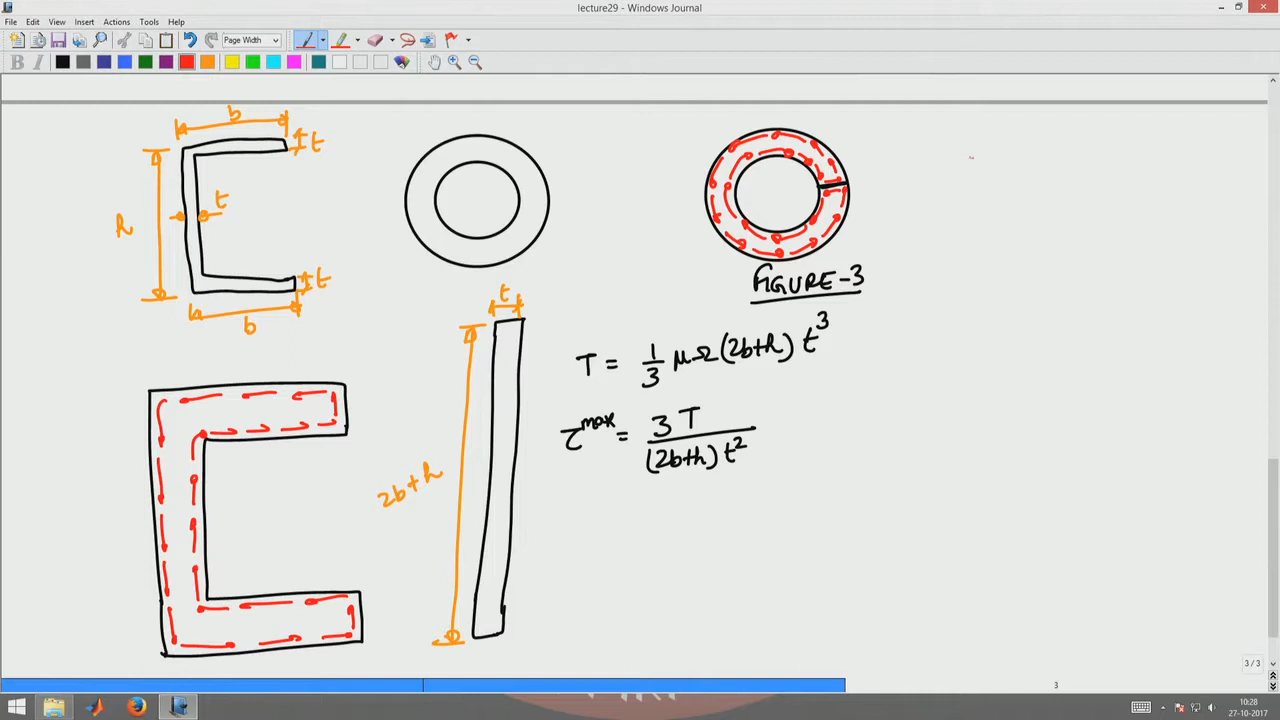 lecture29 - Windows Journal
File Edit View Insert Actions Tools Help
Page Width
B I
b
t
h
t
t
b
FIGURE-3
t
2b+h
T = 1/3 μΩ(2b+h) t³
τ^max = 3T / (2b+h) t²
3 / 3
3
10:28
27-10-2017